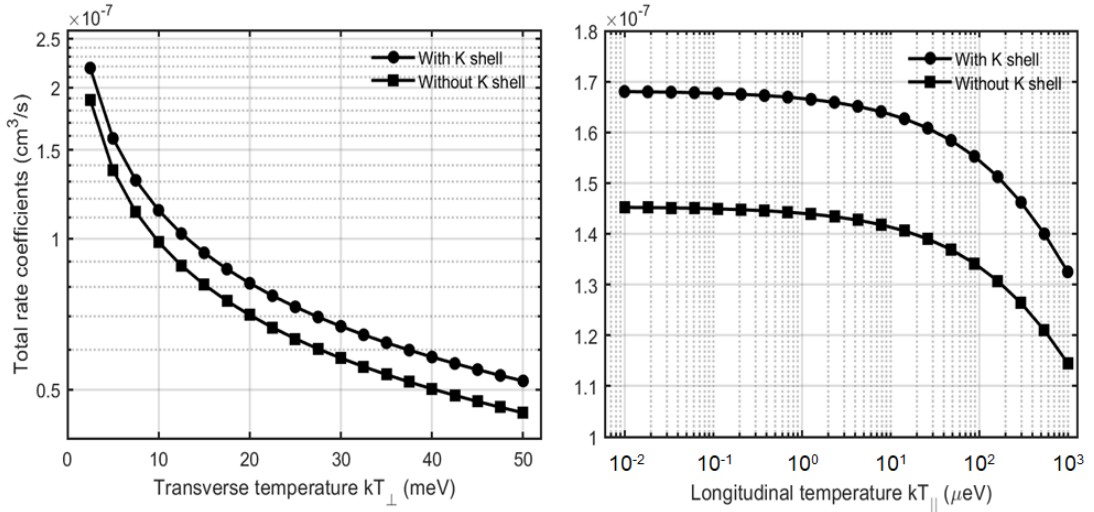 ×10⁻⁷
2.5
2
1.5
1
0.5
Total rate coefficients (cm³/s)
With K shell
Without K shell
0 10 20 30 40 50
Transverse temperature kT⊥ (meV)
×10⁻⁷
1.8
1.7
1.6
1.5
1.4
1.3
1.2
1.1
1
With K shell
Without K shell
10⁻² 10⁻¹ 10⁰ 10¹ 10² 10³
Longitudinal temperature kT|| (μeV)